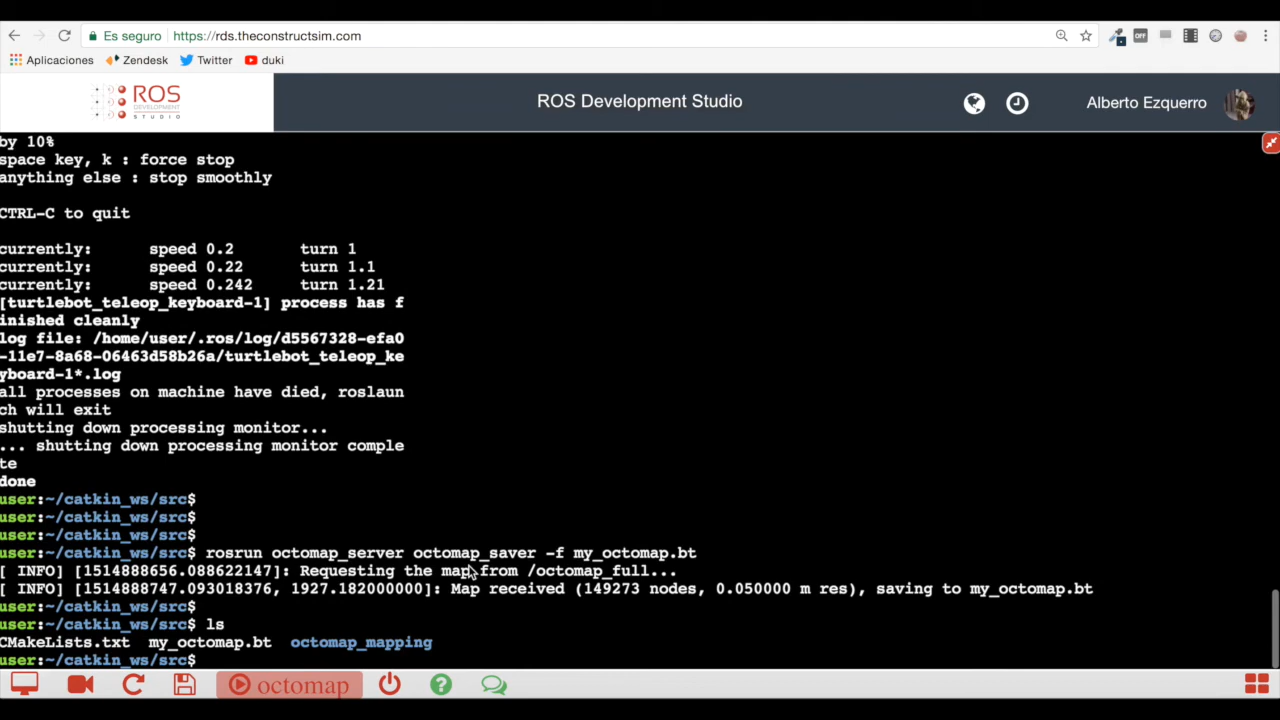 Es seguro https://rds.theconstructsim.com
OFF
Aplicaciones Zendesk Twitter duki
ROS
DEVELOPMENT
STUDIO
ROS Development Studio
Alberto Ezquerro
by 10%
space key, k : force stop
anything else : stop smoothly
CTRL-C to quit
currently: speed 0.2 turn 1
currently: speed 0.22 turn 1.1
currently: speed 0.242 turn 1.21
[turtlebot_teleop_keyboard-1] process has f
inished cleanly
log file: /home/user/.ros/log/d5567328-efa0
-11e7-8a68-06463d58b26a/turtlebot_teleop_ke
yboard-1*.log
all processes on machine have died, roslaun
ch will exit
shutting down processing monitor...
... shutting down processing monitor comple
te
done
user:~/catkin_ws/src$
user:~/catkin_ws/src$
user:~/catkin_ws/src$
user:~/catkin_ws/src$ rosrun octomap_server octomap_saver -f my_octomap.bt
[ INFO] [1514888656.088622147]: Requesting the map from /octomap_full...
[ INFO] [1514888747.093018376, 1927.182000000]: Map received (149273 nodes, 0.050000 m res), saving to my_octomap.bt
user:~/catkin_ws/src$
user:~/catkin_ws/src$ ls
CMakeLists.txt my_octomap.bt octomap_mapping
user:~/catkin_ws/src$
octomap